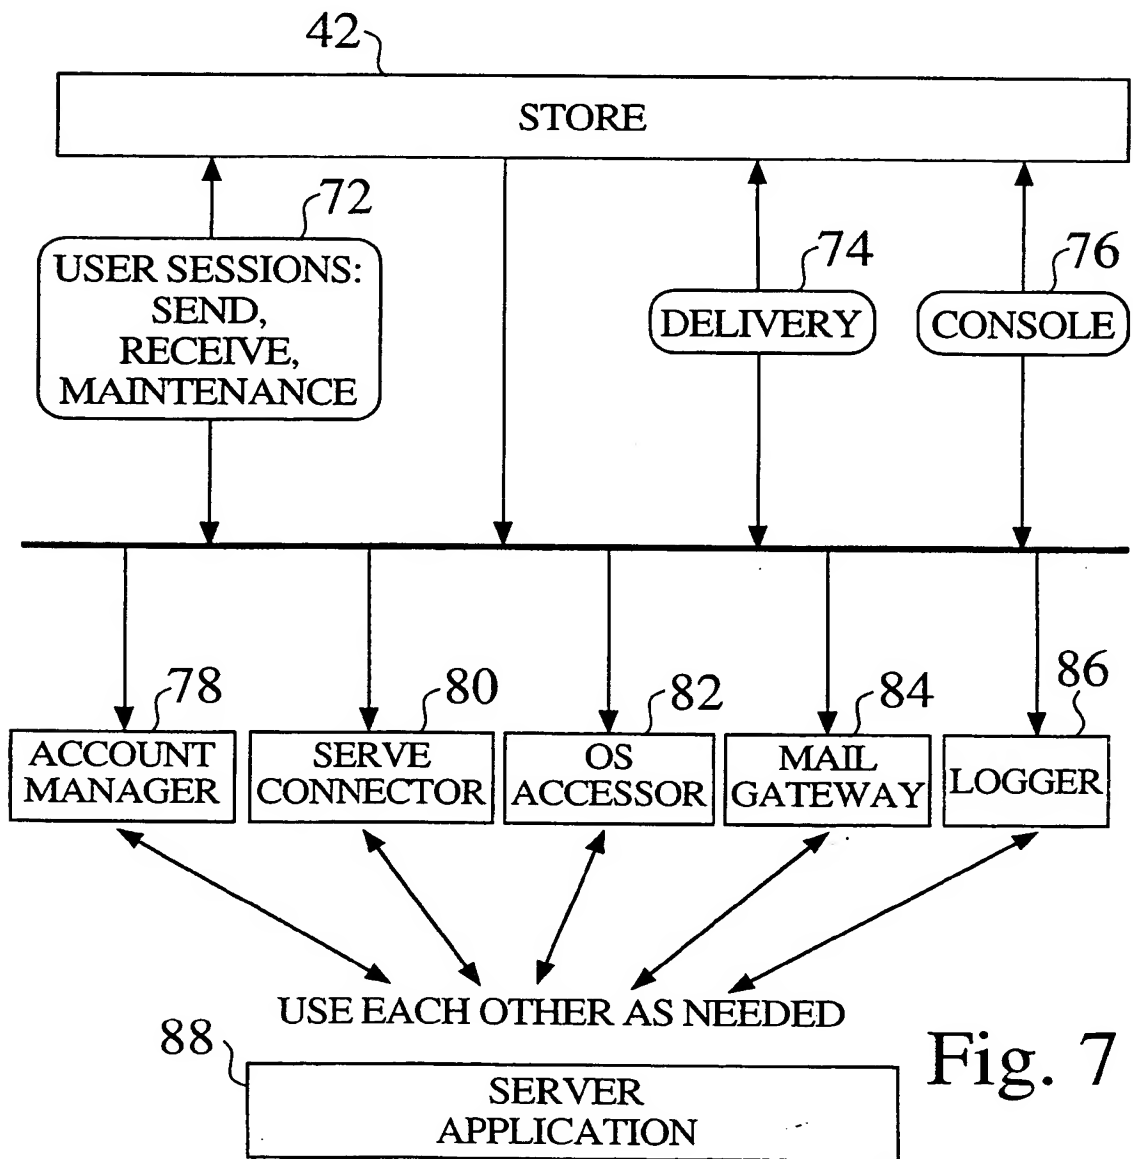 42
STORE
72
USER SESSIONS:
SEND,
RECEIVE,
MAINTENANCE
74
DELIVERY
76
CONSOLE
78
ACCOUNT
MANAGER
80
SERVE
CONNECTOR
82
OS
ACCESSOR
84
MAIL
GATEWAY
86
LOGGER
USE EACH OTHER AS NEEDED
88
SERVER
APPLICATION
Fig. 7